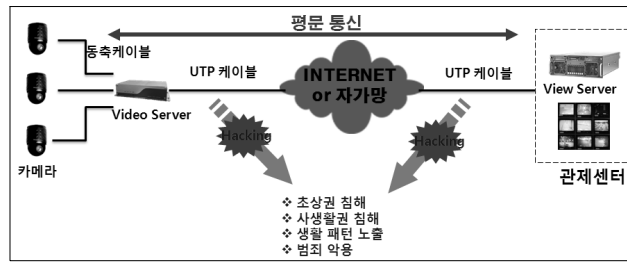 평문 통신
동축케이블
UTP 케이블
INTERNET
or 자가망
UTP 케이블
View Server
Video Server
Hacking
Hacking
카메라
관제센터
❖ 초상권 침해
❖ 사생활권 침해
❖ 생활 패턴 노출
❖ 범죄 악용